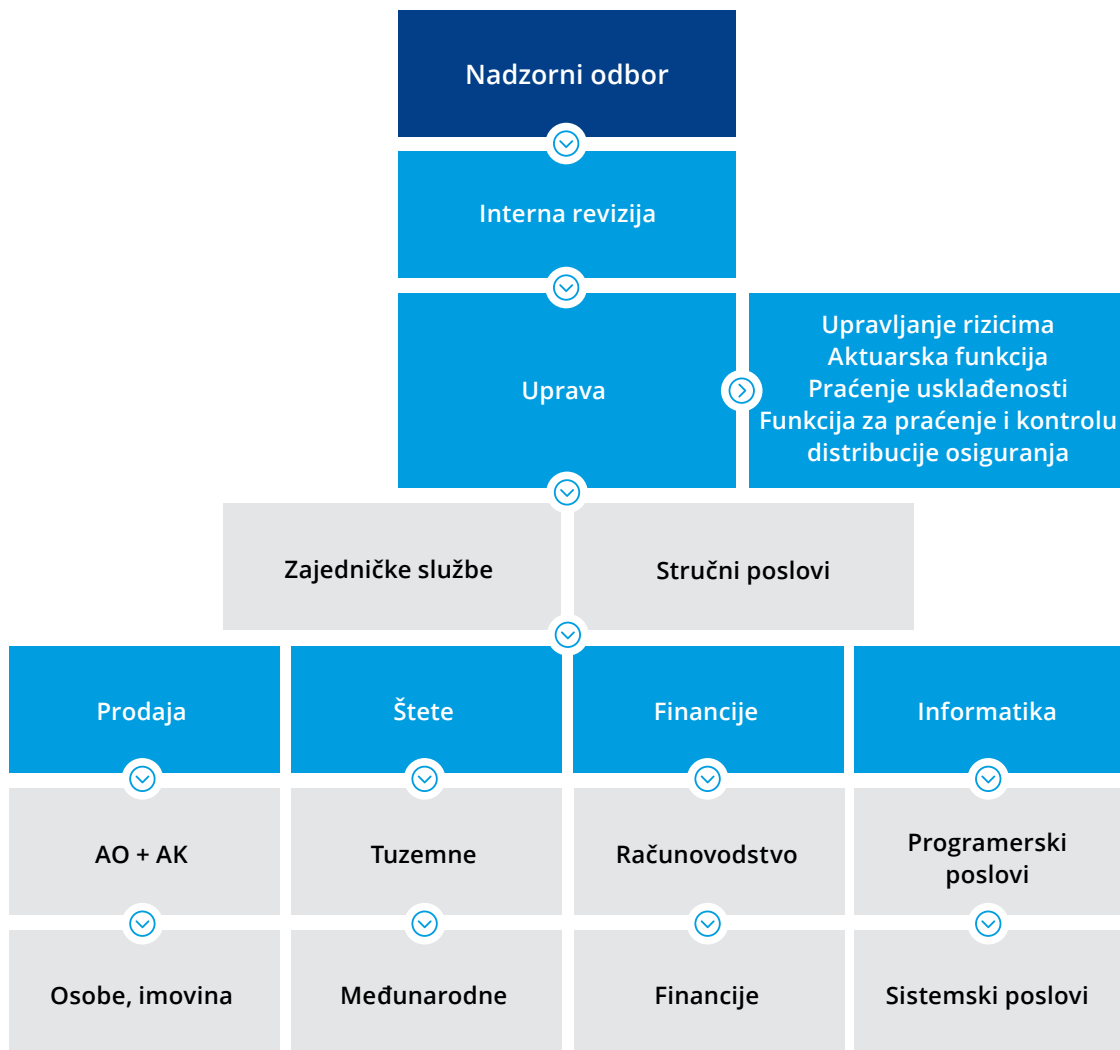 Nadzorni odbor
Interna revizija
Uprava
Upravljanje rizicima
Aktuarska funkcija
Praćenje usklađenosti
Funkcija za praćenje i kontrolu
distribucije osiguranja
Zajedničke službe
Stručni poslovi
Prodaja
Štete
Financije
Informatika
AO + AK
Tuzemne
Računovodstvo
Programerski
poslovi
Osobe, imovina
Međunarodne
Financije
Sistemski poslovi